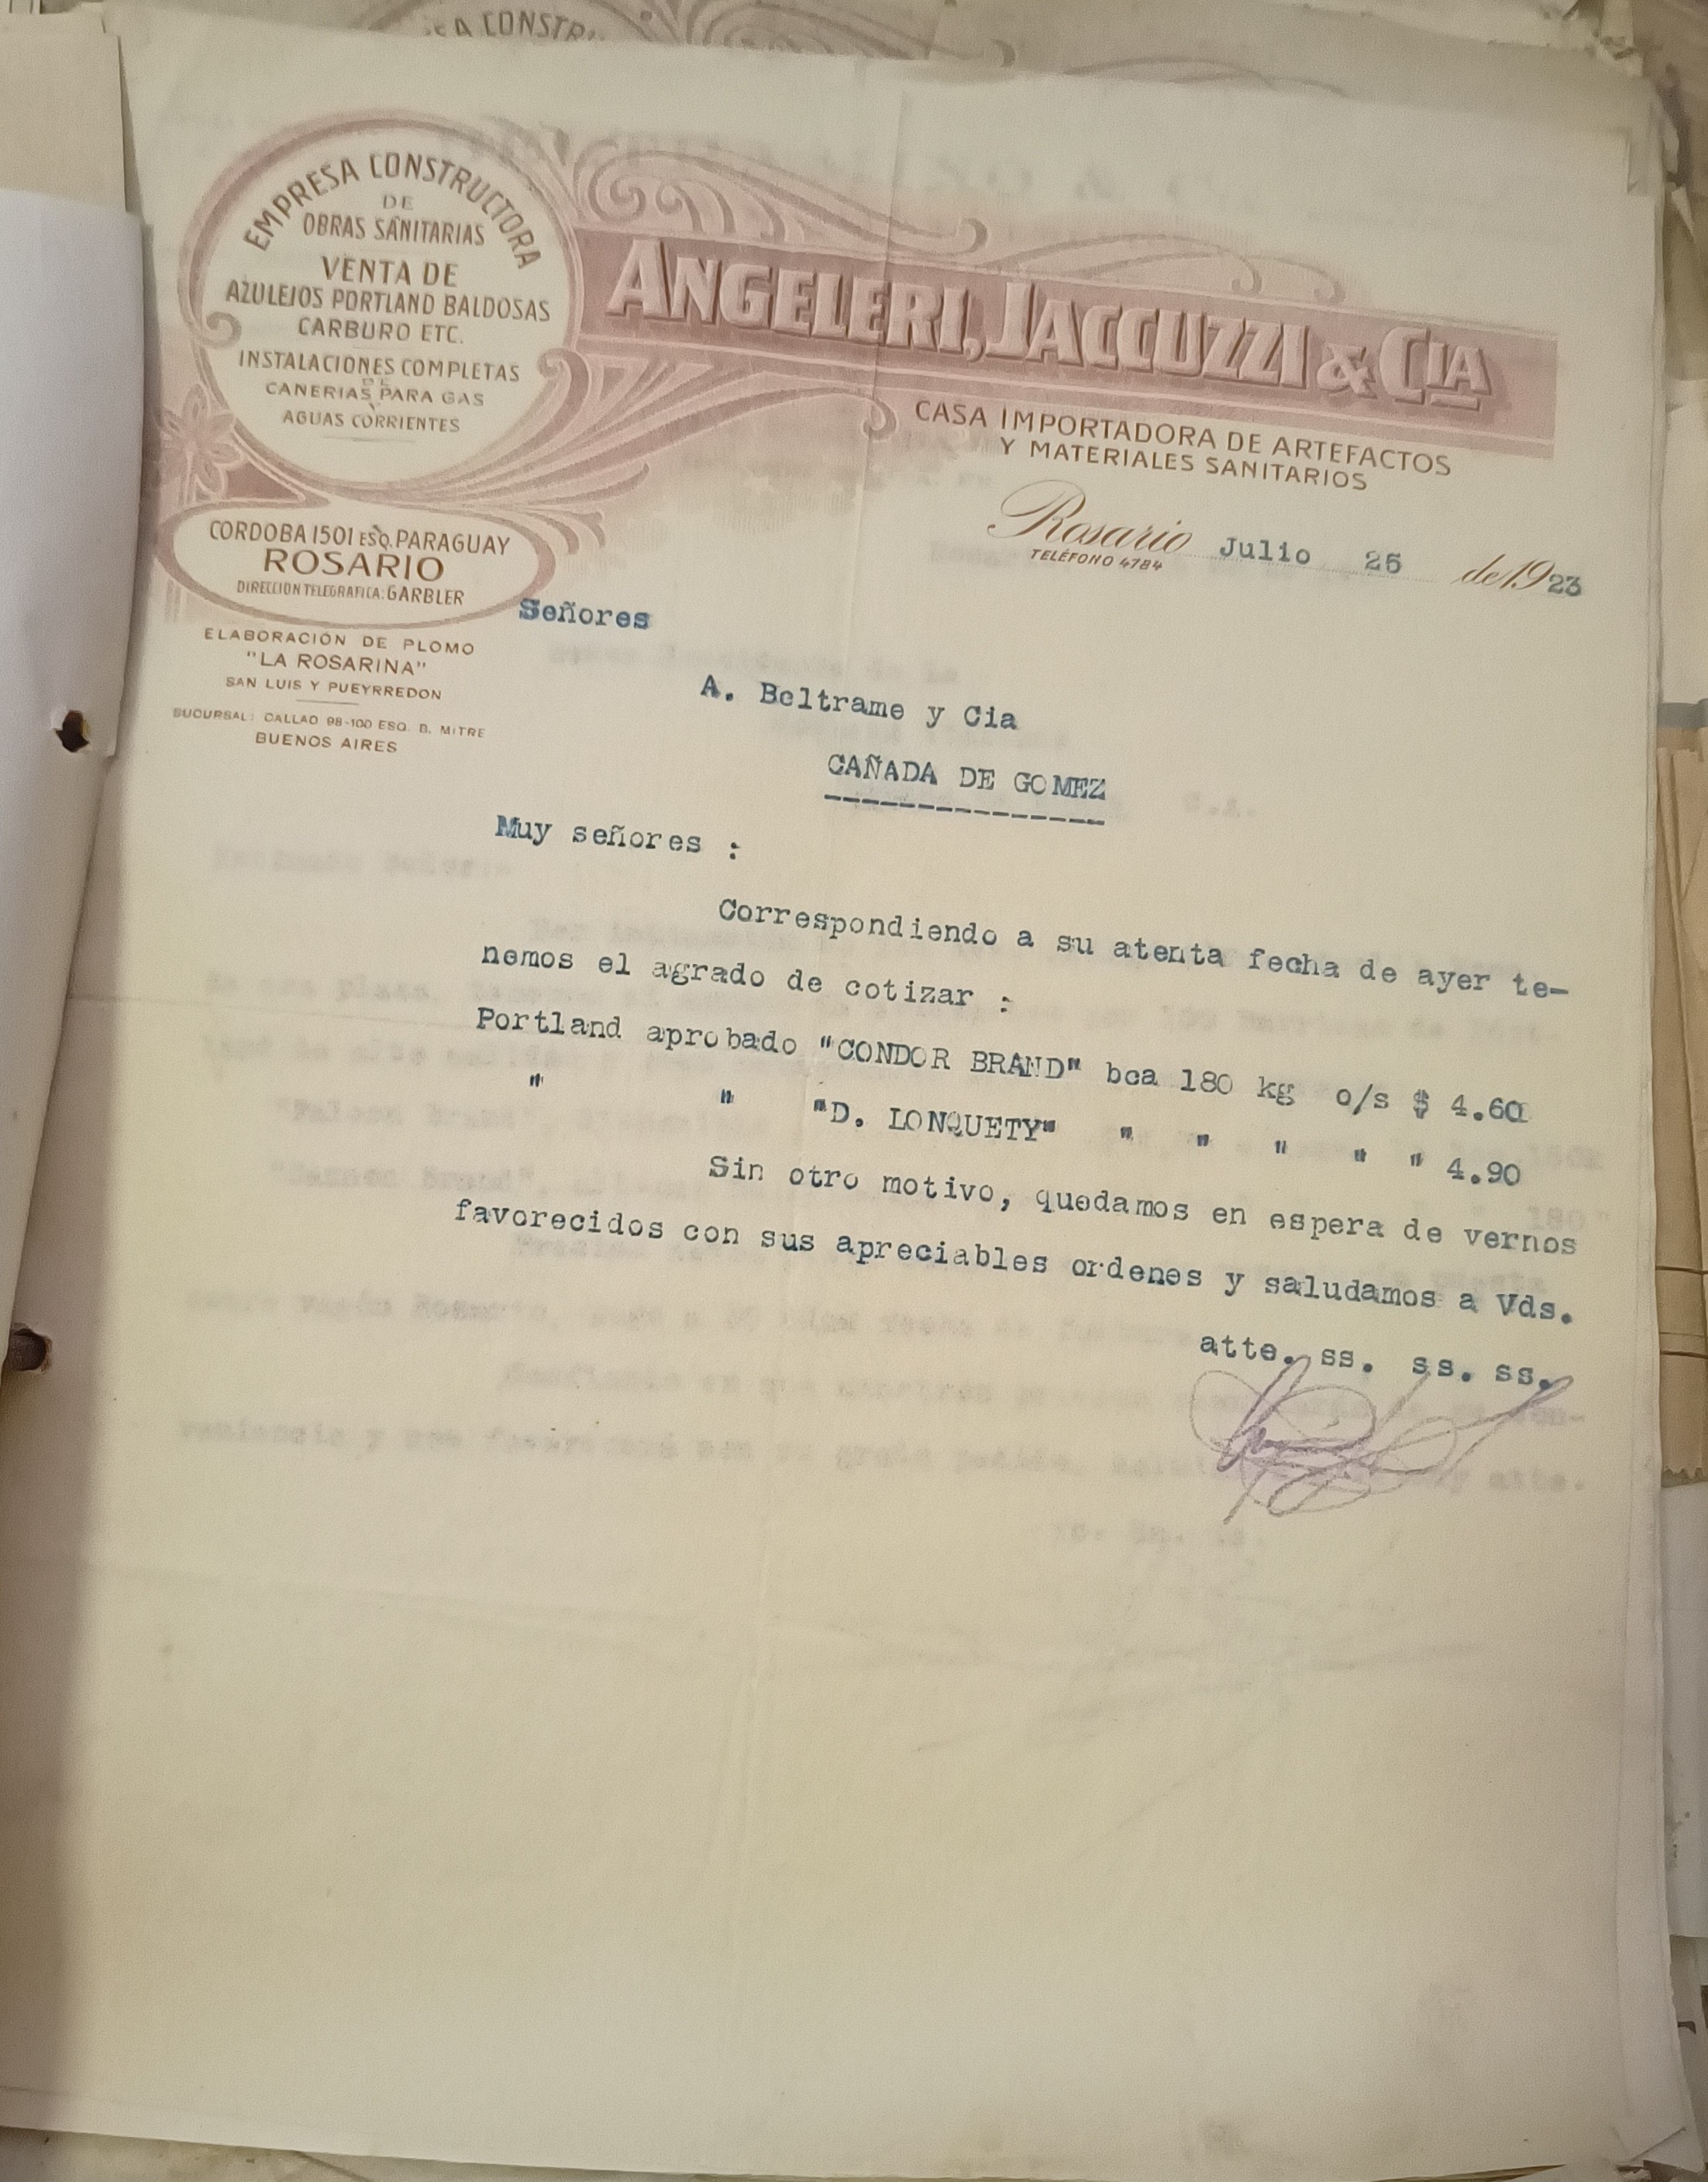 EMPRESA CONSTRUCTORA
DE
OBRAS SANITARIAS
VENTA DE
AZULEJOS PORTLAND BALDOSAS
CARBURO ETC.
INSTALACIONES COMPLETAS
DE
CANERIAS PARA GAS
Y
AGUAS CORRIENTES
ANGELERI, JACCUZZI & CIA
CASA IMPORTADORA DE ARTEFACTOS
Y MATERIALES SANITARIOS
CORDOBA 1501 ESQ. PARAGUAY
ROSARIO
DIRECCION TELEGRAFICA: GARBLER
ELABORACIÓN DE PLOMO
"LA ROSARINA"
SAN LUIS Y PUEYRREDON
SUCURSAL: CALLAO 98-100 ESQ. B. MITRE
BUENOS AIRES
Rosario Julio 25 de 1.923
TELÉFONO 4784
Señores
A. Beltrame y Cia
CAÑADA DE GOMEZ
Muy señores :
Correspondiendo a su atenta fecha de ayer te-
nemos el agrado de cotizar :
Portland aprobado "CONDOR BRAND" bca 180 kg o/s $ 4.60
" " "D. LONQUETY" " " " " " 4.90
Sin otro motivo, quedamos en espera de vernos
favorecidos con sus apreciables ordenes y saludamos a Vds.
atte. ss. ss. ss.